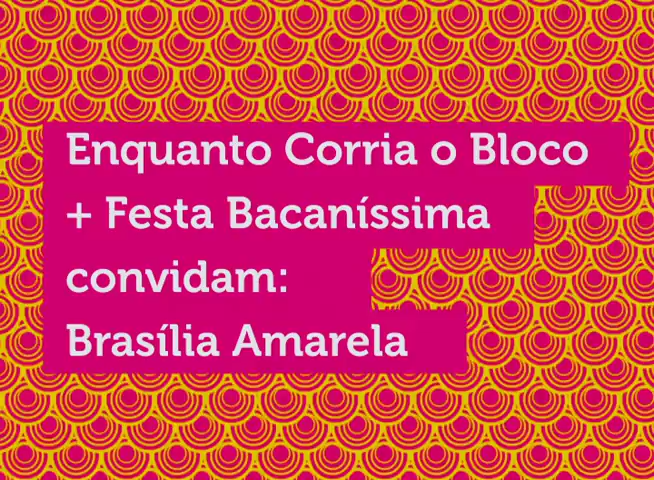 Enquanto Corria o Bloco
+ Festa Bacaníssima
convidam:
Brasília Amarela